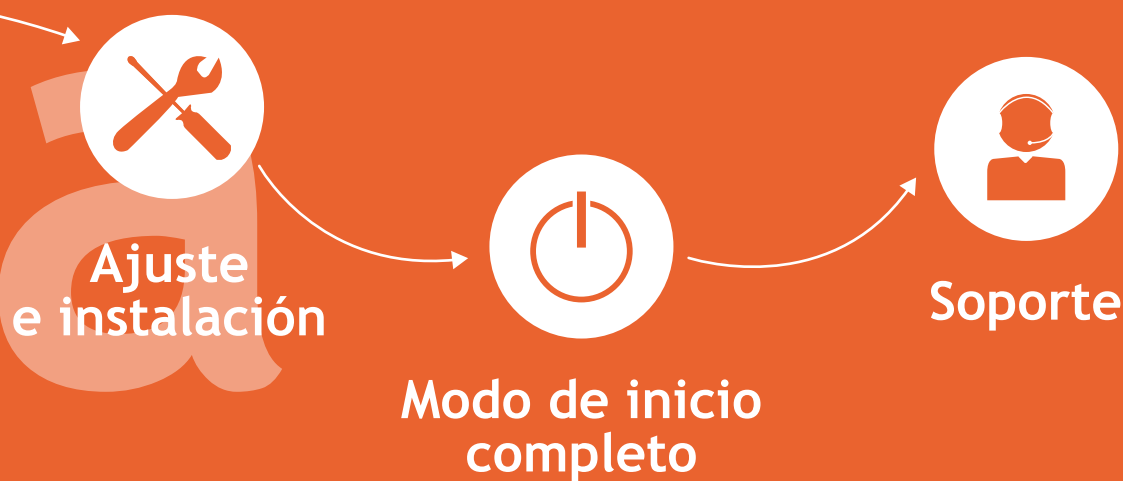 Ajuste
e instalación
Modo de inicio
completo
Soporte
a